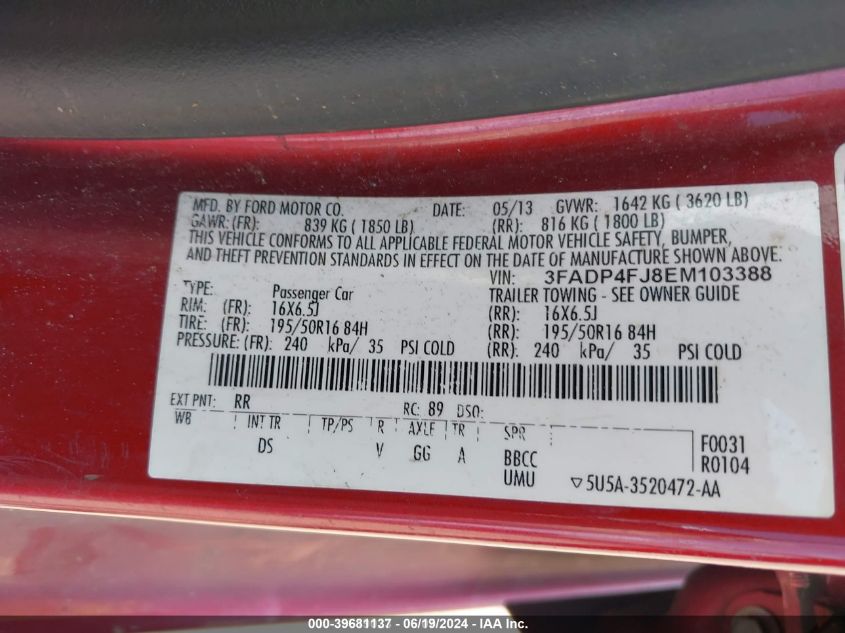 MFD. BY FORD MOTOR CO. DATE: 05/13 GVWR: 1642 KG ( 3620 LB)
GAWR: (FR): 839 KG ( 1850 LB) (RR): 816 KG ( 1800 LB)
THIS VEHICLE CONFORMS TO ALL APPLICABLE FEDERAL MOTOR VEHICLE SAFETY, BUMPER,
AND THEFT PREVENTION STANDARDS IN EFFECT ON THE DATE OF MANUFACTURE SHOWN ABOVE.
VIN: 3FADP4FJ8EM103388
TYPE: Passenger Car TRAILER TOWING - SEE OWNER GUIDE
RIM: (FR): 16X6.5J (RR): 16X6.5J
TIRE: (FR): 195/50R16 84H (RR): 195/50R16 84H
PRESSURE: (FR): 240 kPa/ 35 PSI COLD (RR): 240 kPa/ 35 PSI COLD
EXT PNT: RR RC: 89 DSO:
WB INT TR TP/PS R AXLE TR SPR F0031
DS V GG A BBCC R0104
UMU ▽5U5A-3520472-AA
000-39681137 - 06/19/2024 - IAA Inc.